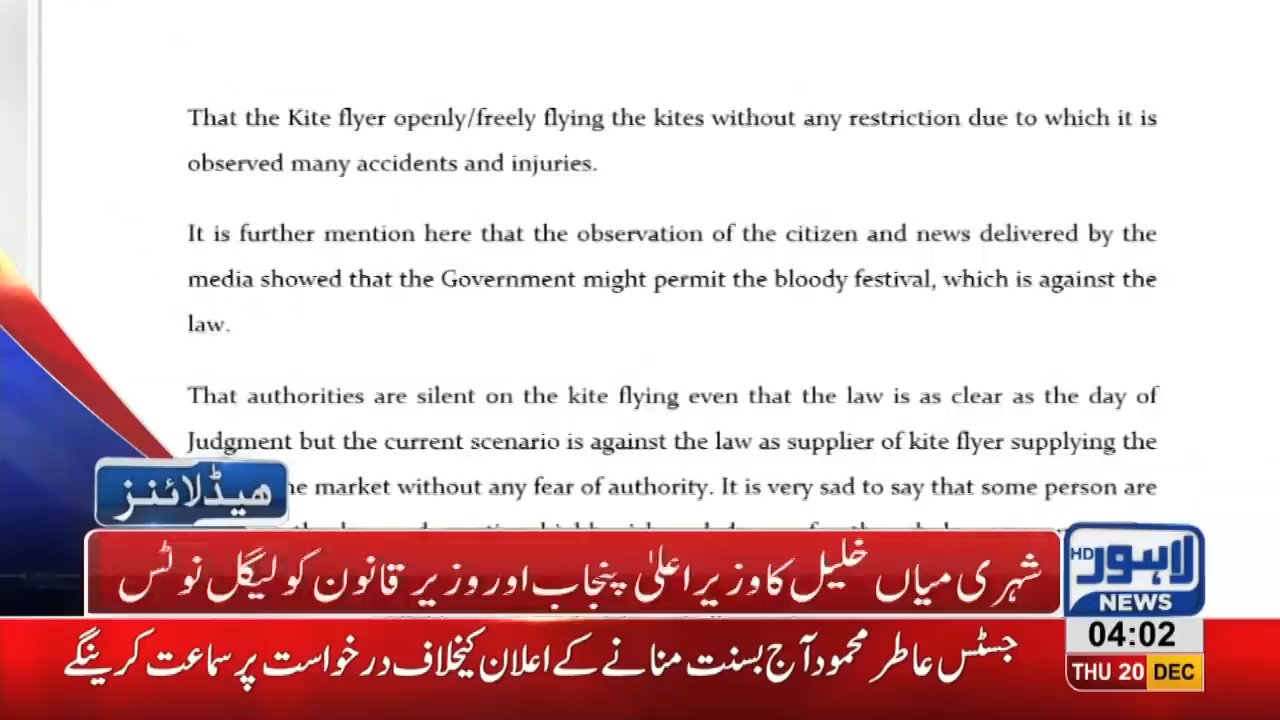 That the Kite flyer openly/freely flying the kites without any restriction due to which it is
observed many accidents and injuries.
It is further mention here that the observation of the citizen and news delivered by the
media showed that the Government might permit the bloody festival, which is against the
law.
That authorities are silent on the kite flying even that the law is as clear as the day of
Judgment but the current scenario is against the law as supplier of kite flyer supplying the
market without any fear of authority. It is very sad to say that some person are
ھیڈلائنز
شہری میاں خلیل کا وزیراعلیٰ پنجاب اور وزیر قانون کو لیگل نوٹس
جسٹس عاطر محمود آج بسنت منانے کے اعلان کیخلاف درخواست پر سماعت کرینگے
HD لاہور
NEWS
04:02
THU 20 DEC